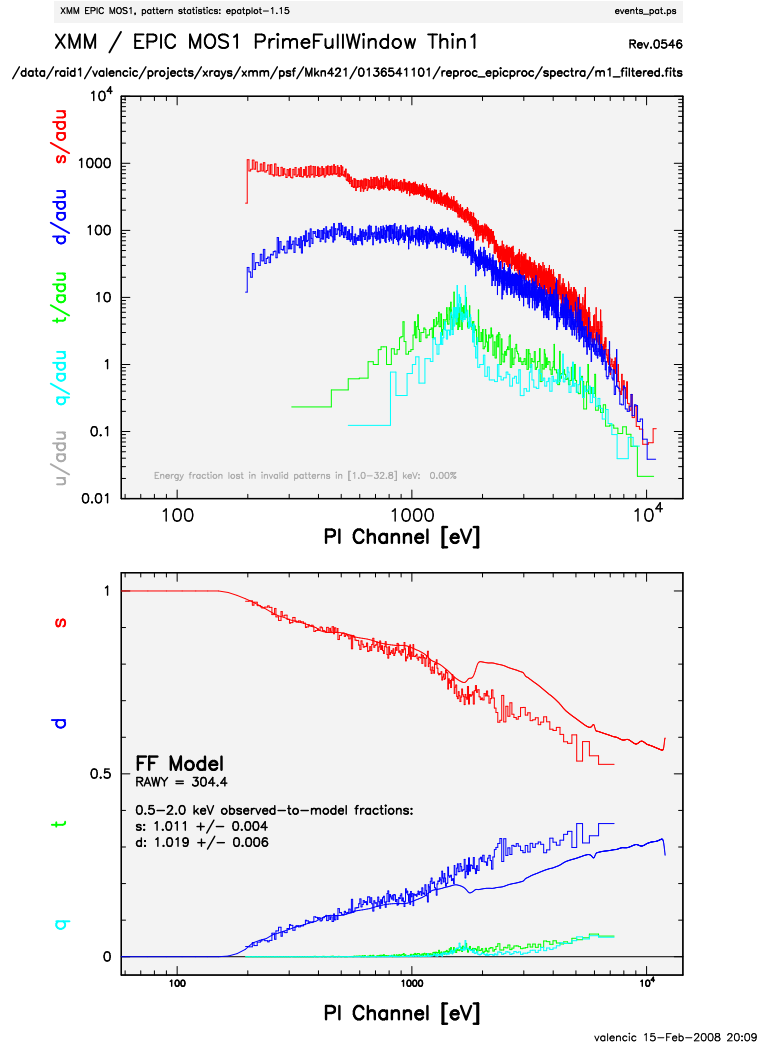 XMM EPIC MOS1, pattern statistics: epatplot-1.15 events_pat.ps
XMM / EPIC MOS1 PrimeFullWindow Thin1 Rev.0546
/data/raid1/valencic/projects/xrays/xmm/psf/Mkn421/0136541101/reproc_epicproc/spectra/m1_filtered.fits
u/adu q/adu t/adu d/adu s/adu
10⁴
1000
100
10
1
0.1
0.01
Energy fraction lost in invalid patterns in [1.0-32.8] keV: 0.00%
100 1000 10⁴
PI Channel [eV]
q t d s
1
0.5
0
FF Model
RAWY = 304.4
0.5-2.0 keV observed-to-model fractions:
s: 1.011 +/- 0.004
d: 1.019 +/- 0.006
100 1000 10⁴
PI Channel [eV]
valencic 15-Feb-2008 20:09